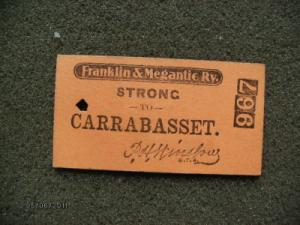 Franklin & Megantic Ry.
STRONG
TO
CARRABASSET.
967